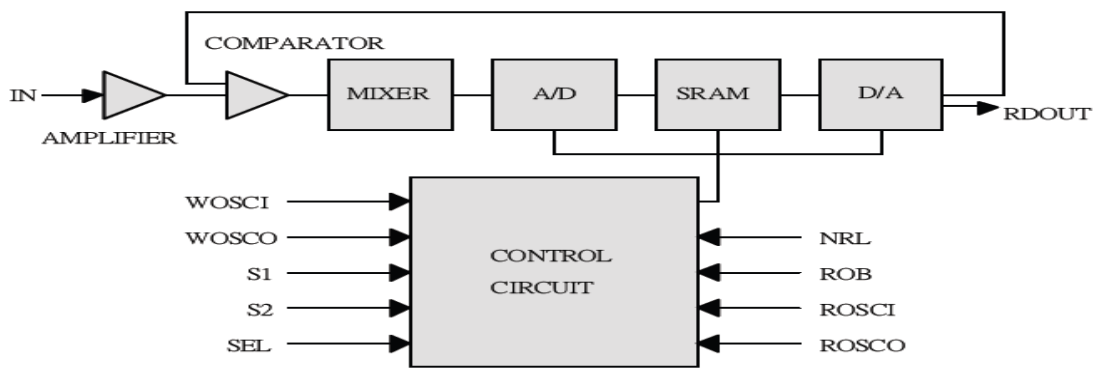 COMPARATOR
IN
AMPLIFIER
MIXER
A/D
SRAM
D/A
RDOUT
WOSCI
WOSCO
S1
S2
SEL
CONTROL
CIRCUIT
NRL
ROB
ROSCI
ROSCO